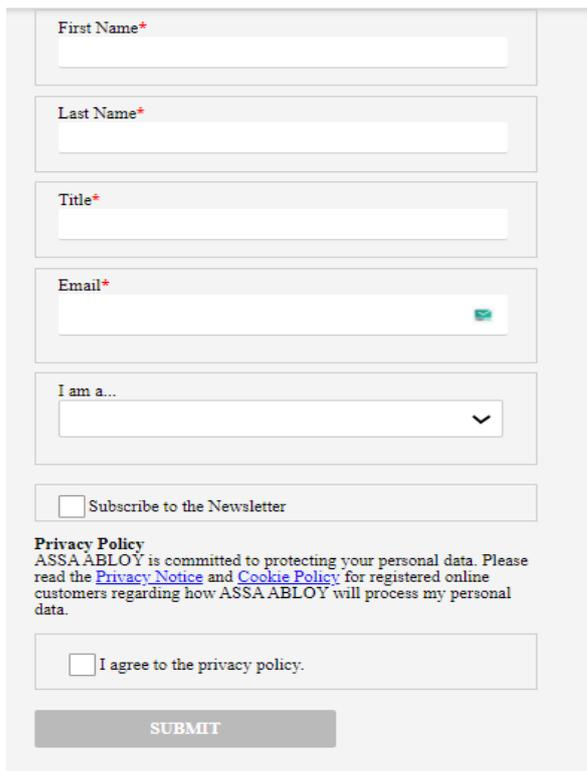 First Name*
Last Name*
Title*
Email*
I am a...
Subscribe to the Newsletter
Privacy Policy
ASSA ABLOY is committed to protecting your personal data. Please
read the Privacy Notice and Cookie Policy for registered online
customers regarding how ASSA ABLOY will process my personal
data.
I agree to the privacy policy.
SUBMIT